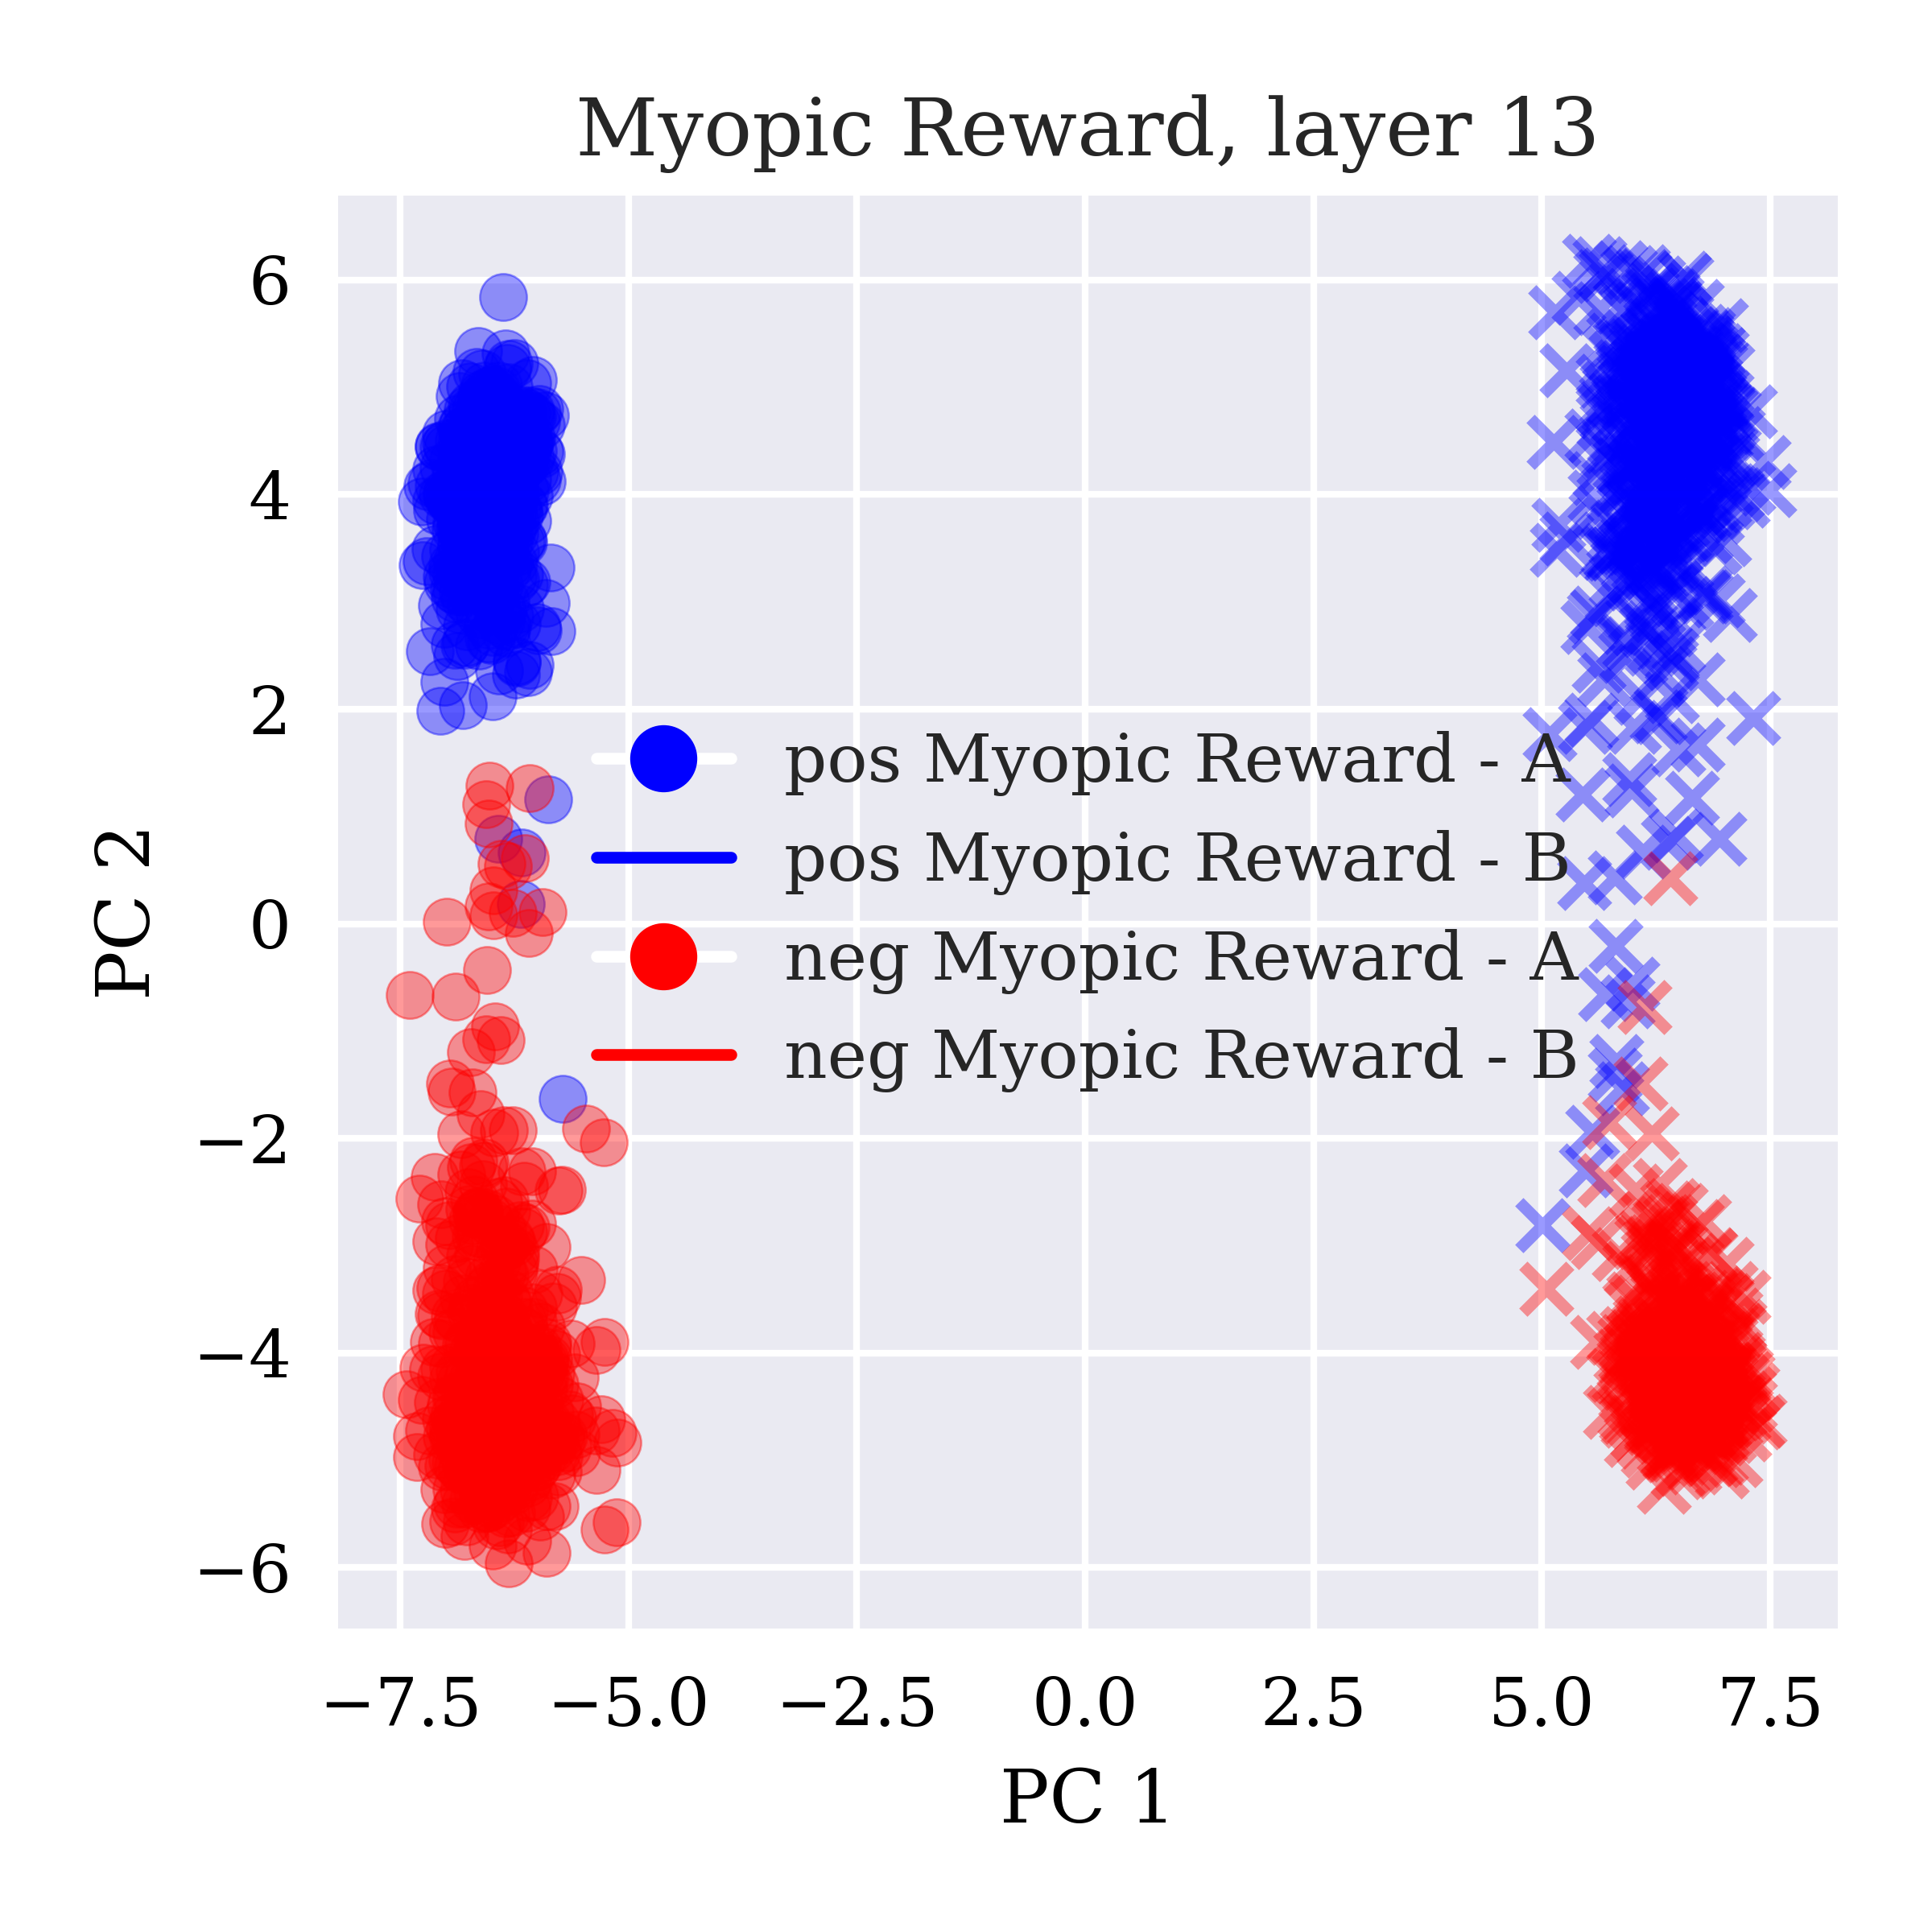 Myopic Reward, layer 13
6
4
2
0
−2
−4
−6
PC 2
pos Myopic Reward - A
pos Myopic Reward - B
neg Myopic Reward - A
neg Myopic Reward - B
−7.5 −5.0 −2.5 0.0 2.5 5.0 7.5
PC 1